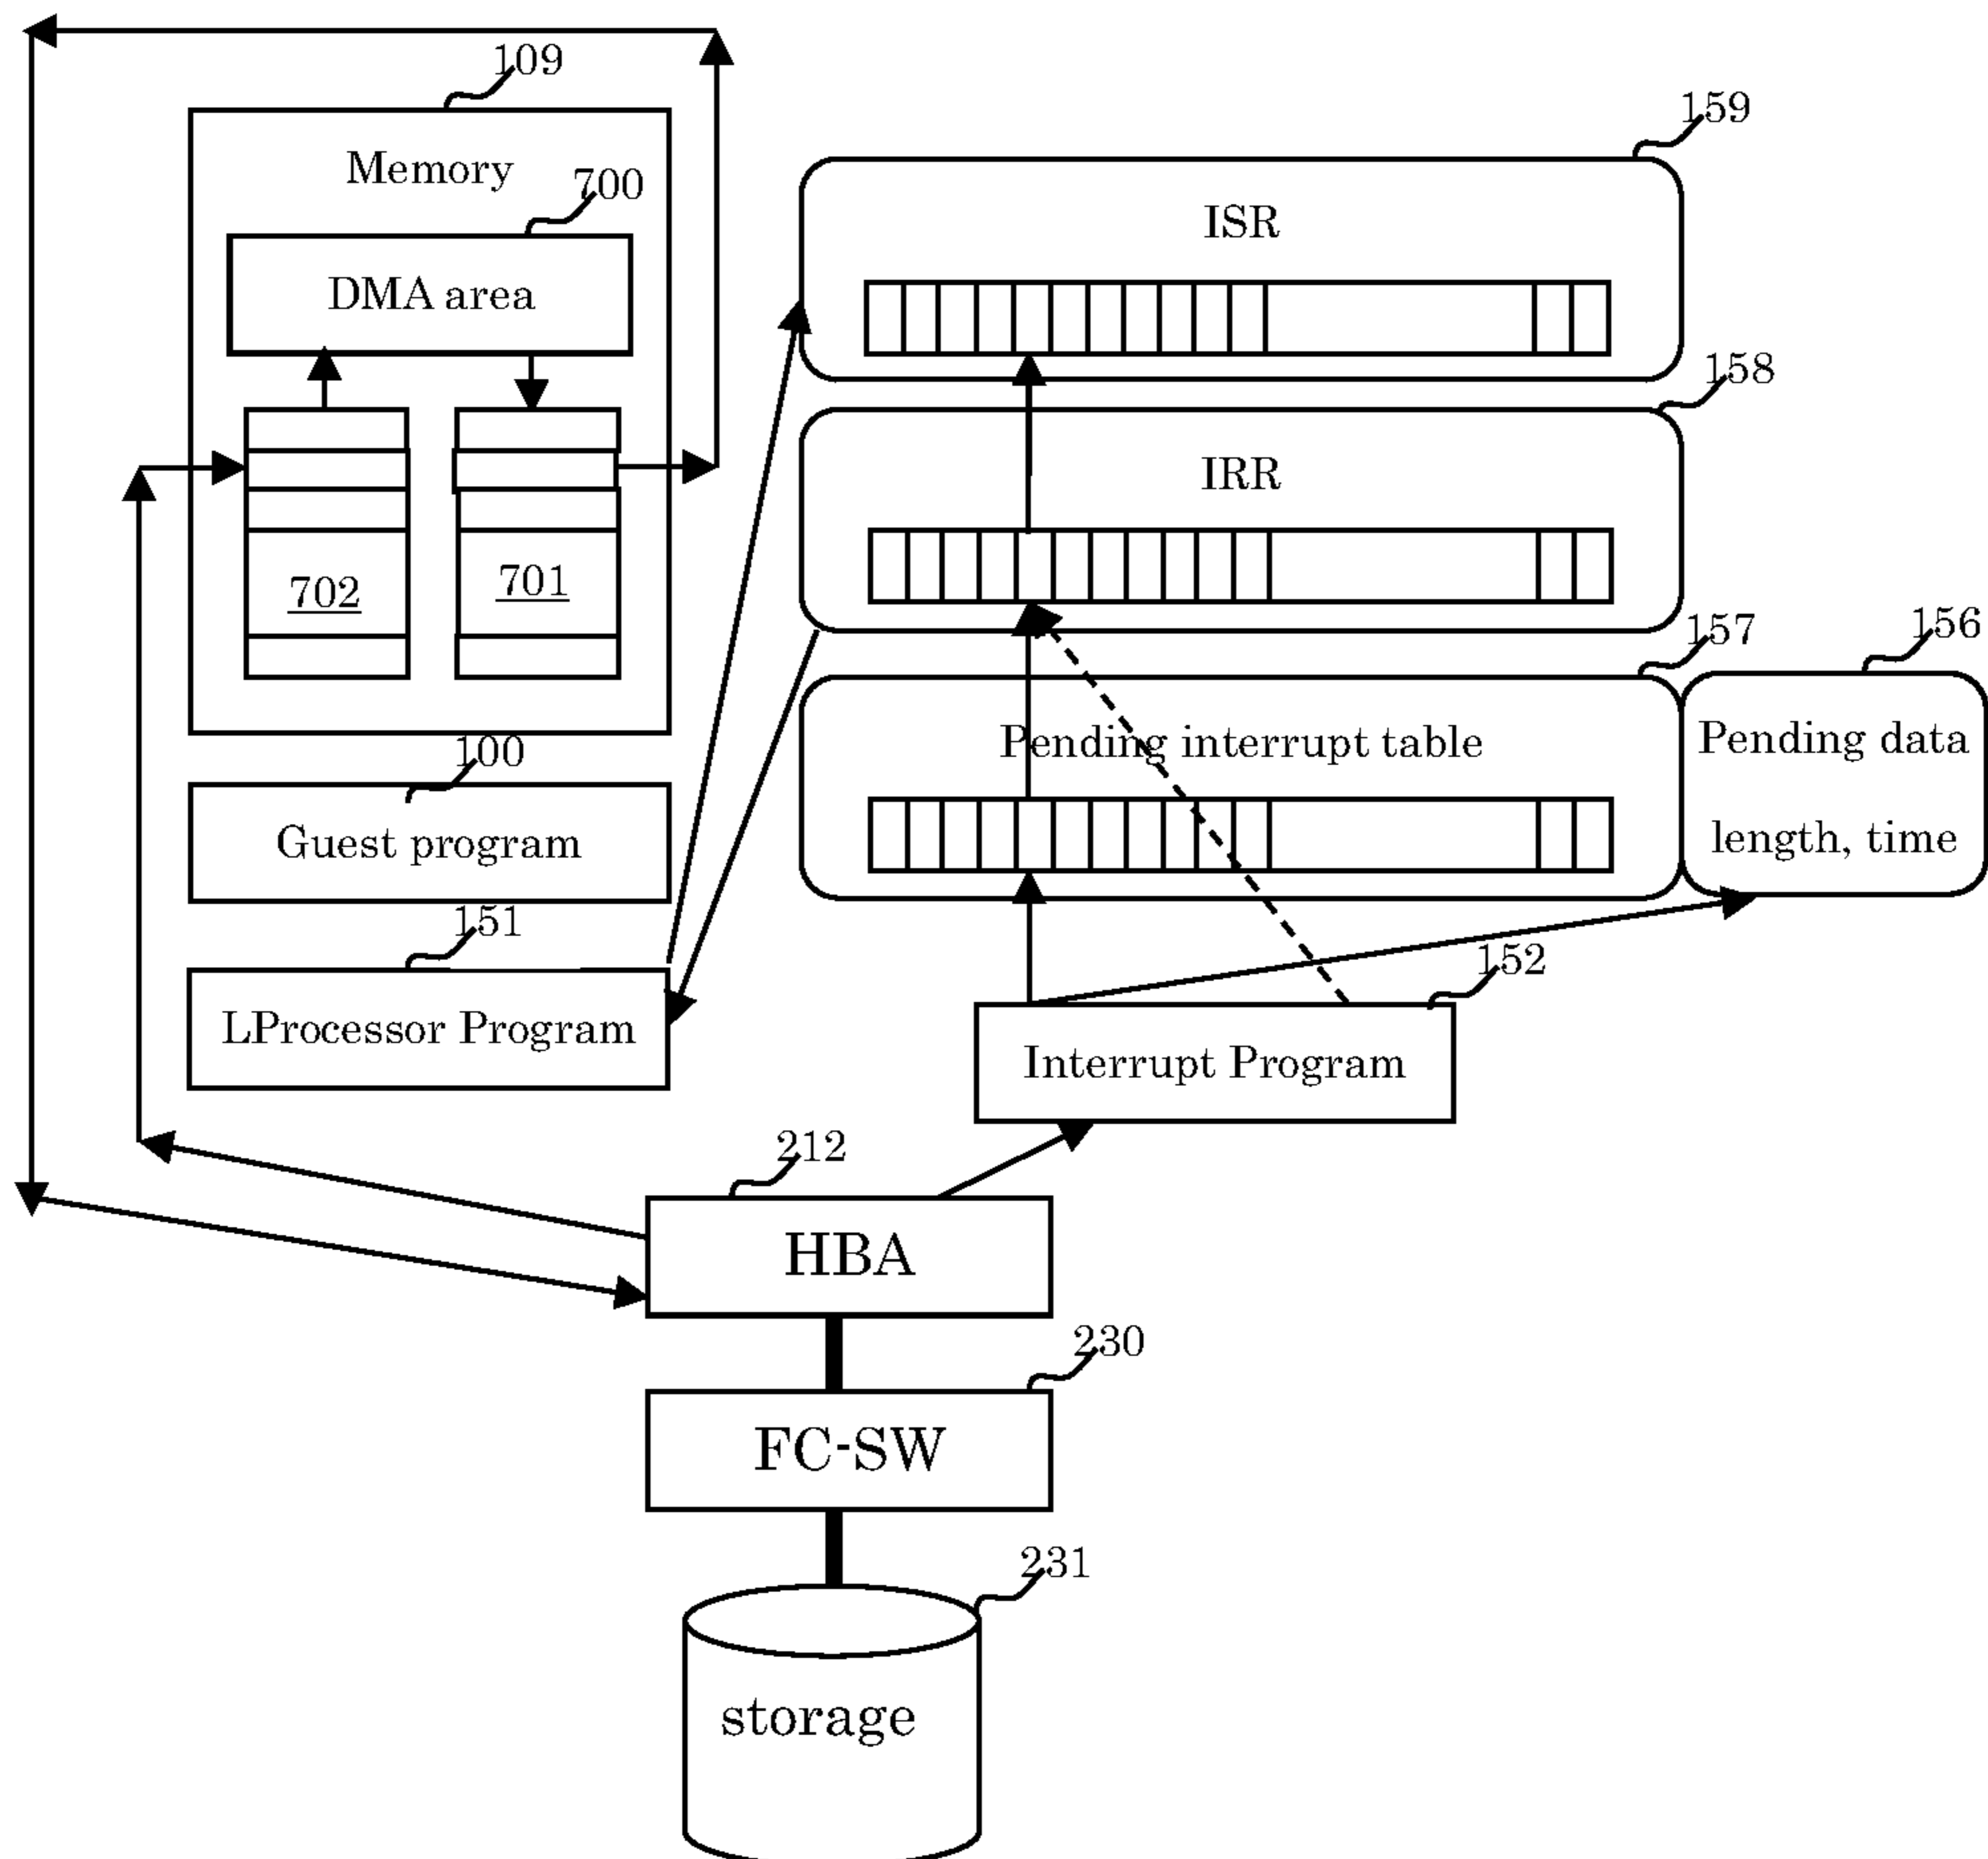 109
Memory
700
DMA area
702
701
100
Guest program
151
LProcessor Program
159
ISR
158
IRR
157
Pending interrupt table
156
Pending data
length, time
152
Interrupt Program
212
HBA
230
FC-SW
231
storage